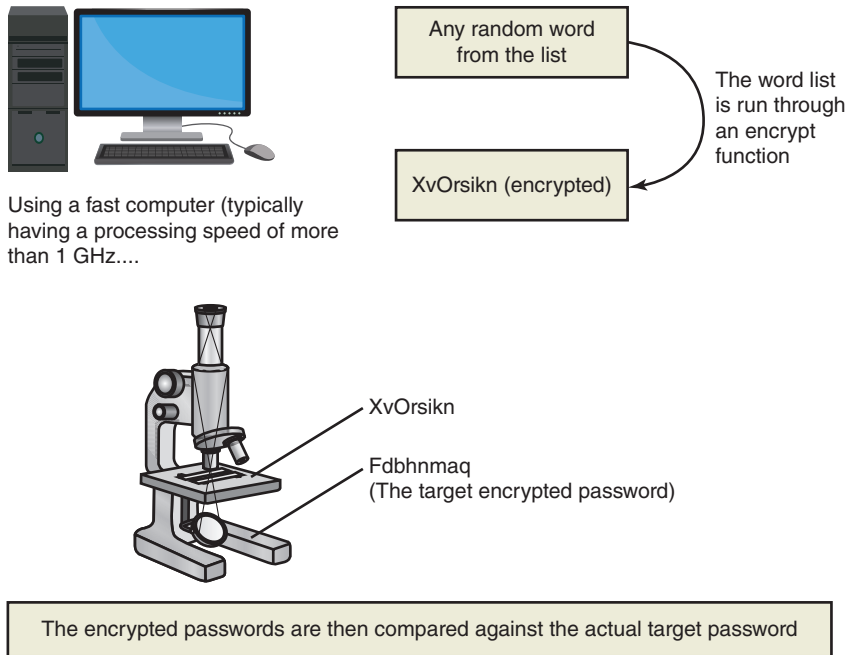 Any random word
from the list
The word list
is run through
an encrypt
function
XvOrsikn (encrypted)
Using a fast computer (typically
having a processing speed of more
than 1 GHz....
XvOrsikn
Fdbhnmaq
(The target encrypted password)
The encrypted passwords are then compared against the actual target password